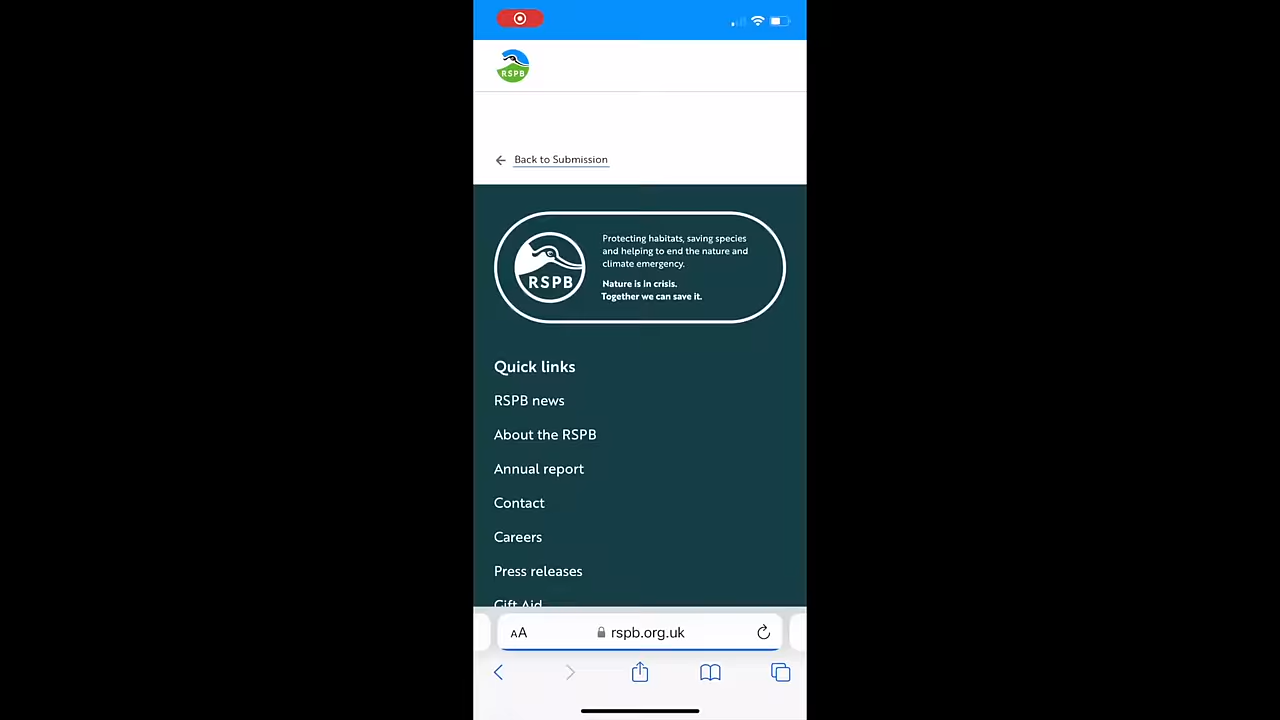 RSPB
Back to Submission
Protecting habitats, saving species
and helping to end the nature and
climate emergency.
Nature is in crisis.
Together we can save it.
RSPB
Quick links
RSPB news
About the RSPB
Annual report
Contact
Careers
Press releases
Gift Aid
AA rspb.org.uk